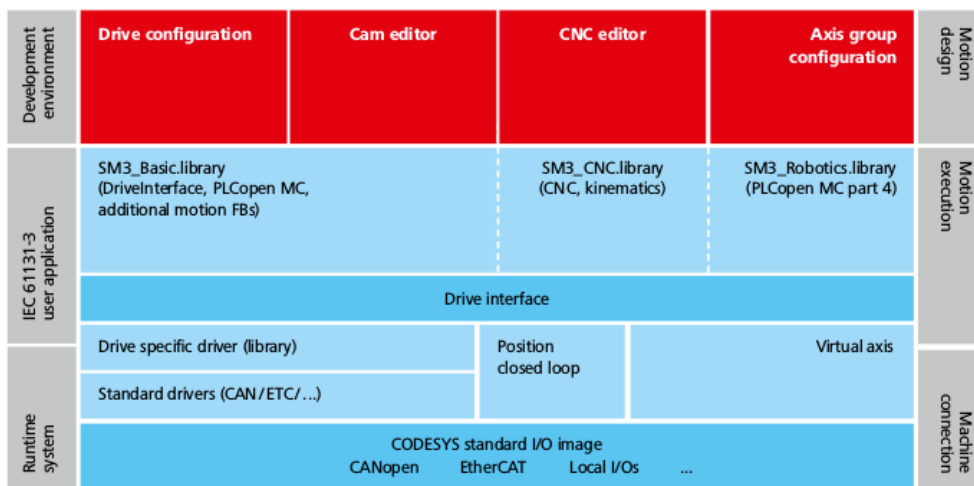 Development
environment
Drive configuration
Cam editor
CNC editor
Axis group
configuration
Motion
design
IEC 61131-3
user application
SM3_Basic.library
(DriveInterface, PLCopen MC,
additional motion FBs)
SM3_CNC.library
(CNC, kinematics)
SM3_Robotics.library
(PLCopen MC part 4)
Motion
execution
Drive interface
Drive specific driver (library)
Position
closed loop
Virtual axis
Standard drivers (CAN/ETC/...)
Runtime
system
CODESYS standard I/O image
CANopen EtherCAT Local I/Os ...
Machine
connection